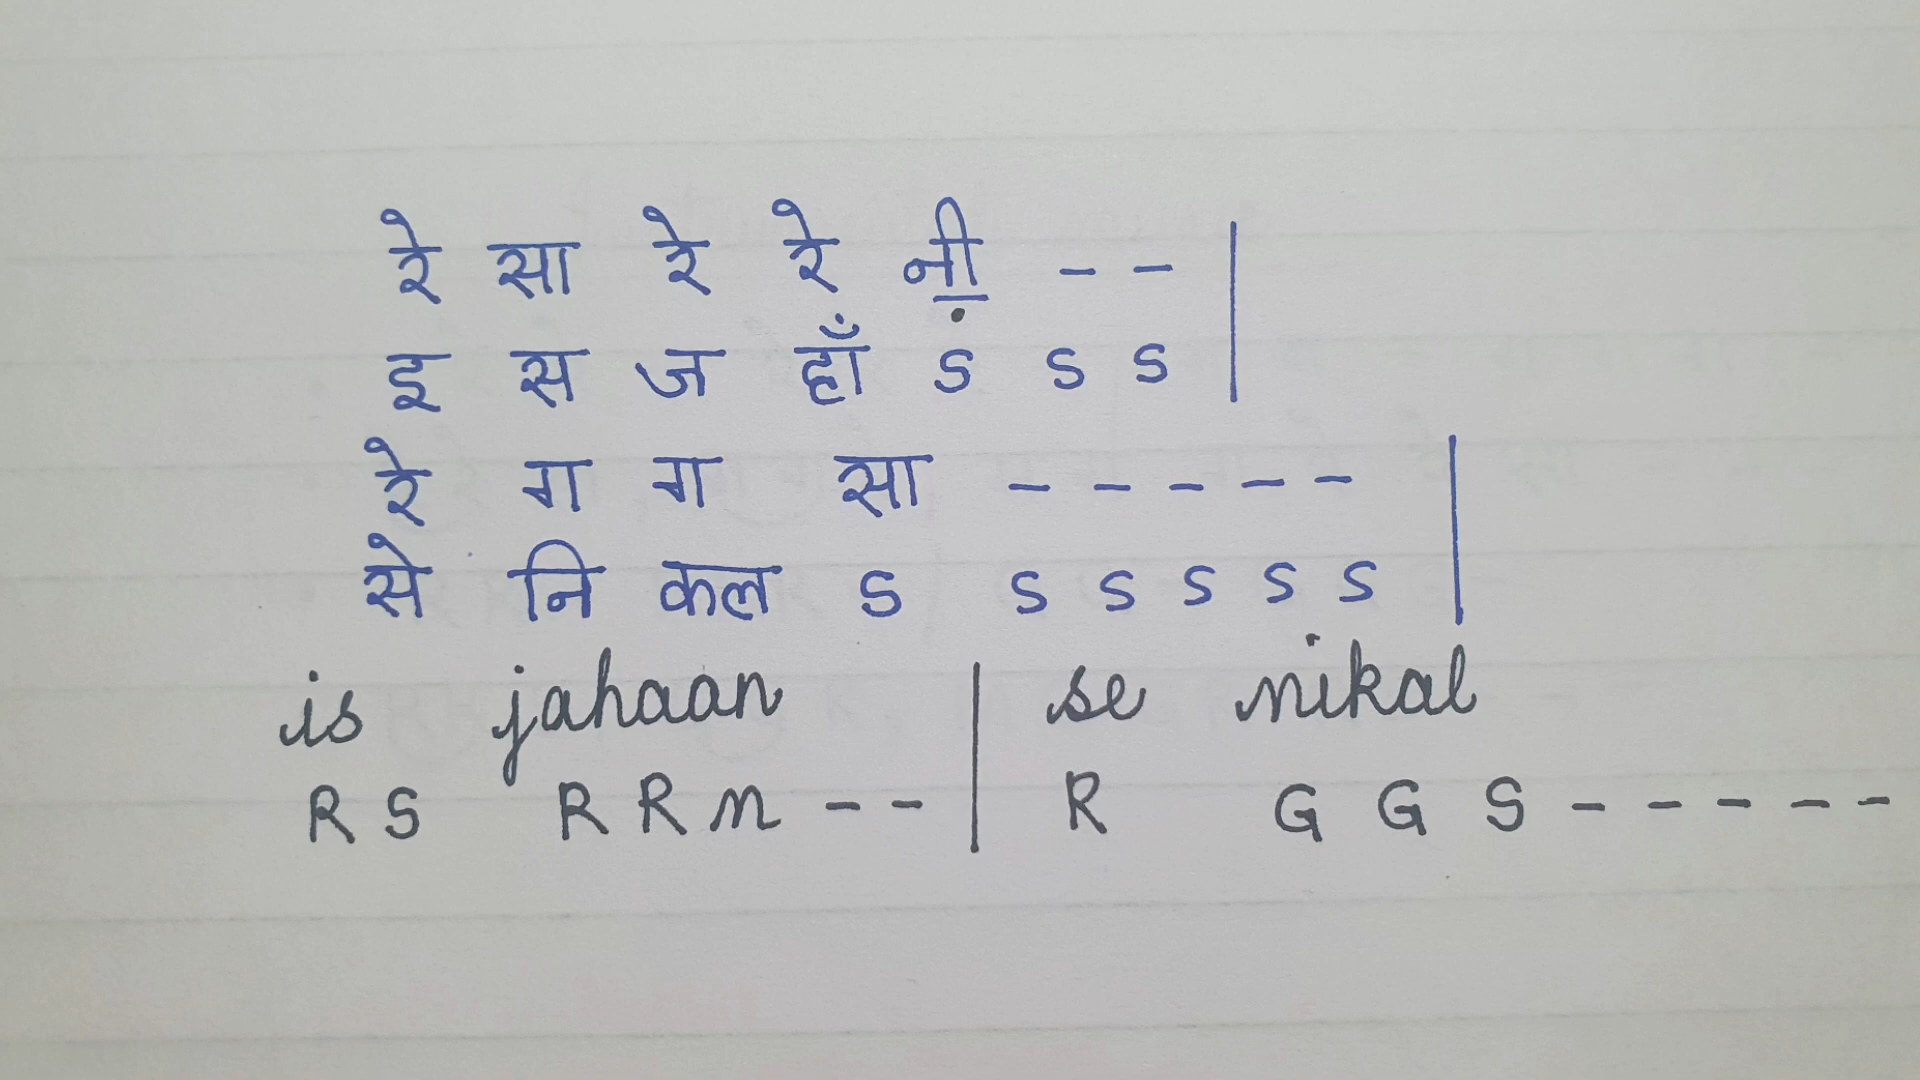 रे सा रे रे नी़ - - |
इ स ज हाँ ऽ ऽ ऽ |
रे ग ग सा - - - - - |
से नि कल ऽ ऽ ऽ ऽ ऽ ऽ |
is jahaan | se nikal
R S R R n - - | R G G S - - - - -